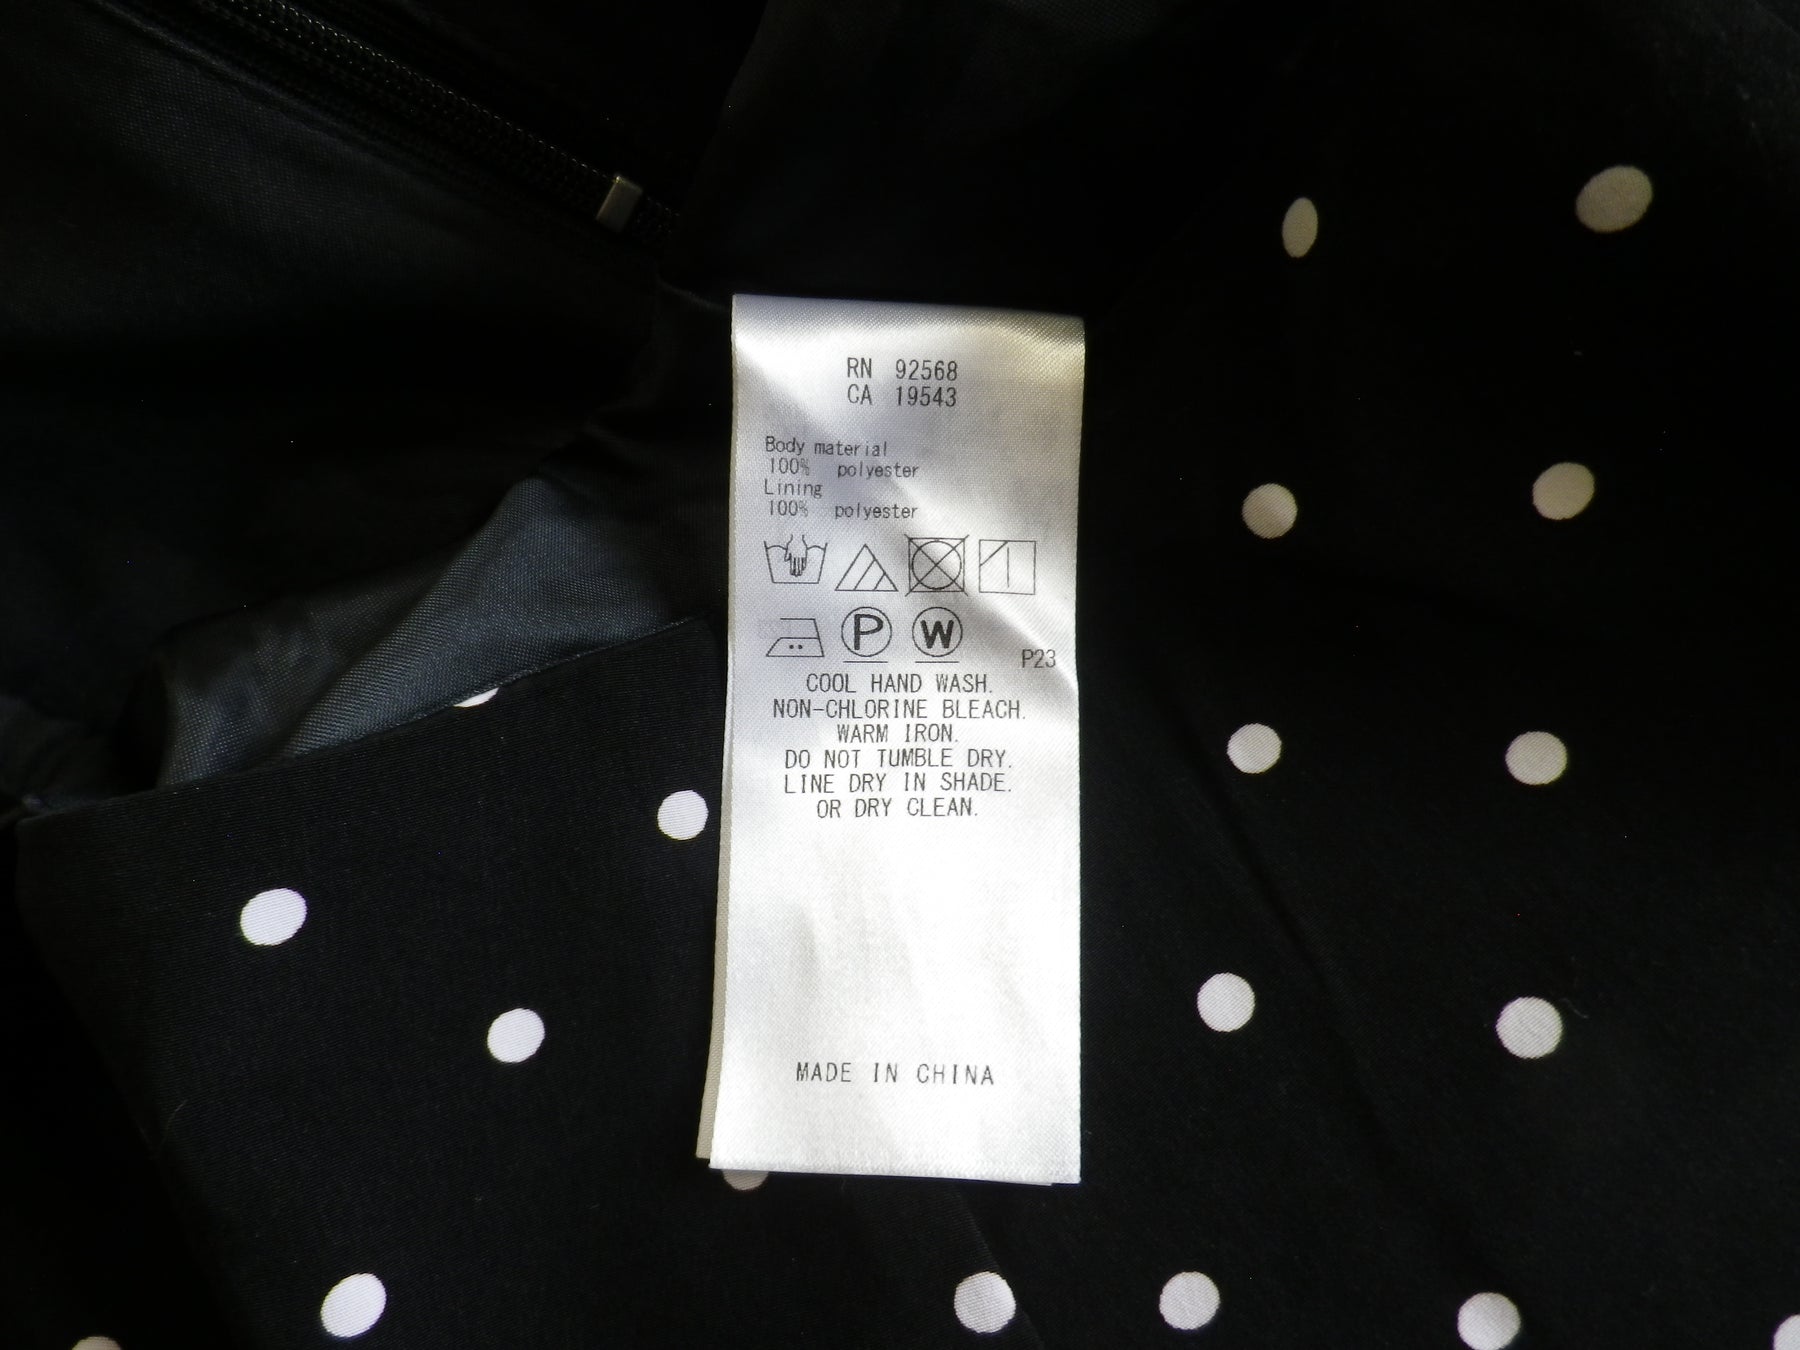 RN 92568
CA 19543
Body material
100% polyester
Lining
100% polyester
P W
P23
COOL HAND WASH.
NON-CHLORINE BLEACH.
WARM IRON.
DO NOT TUMBLE DRY.
LINE DRY IN SHADE.
OR DRY CLEAN.
MADE IN CHINA